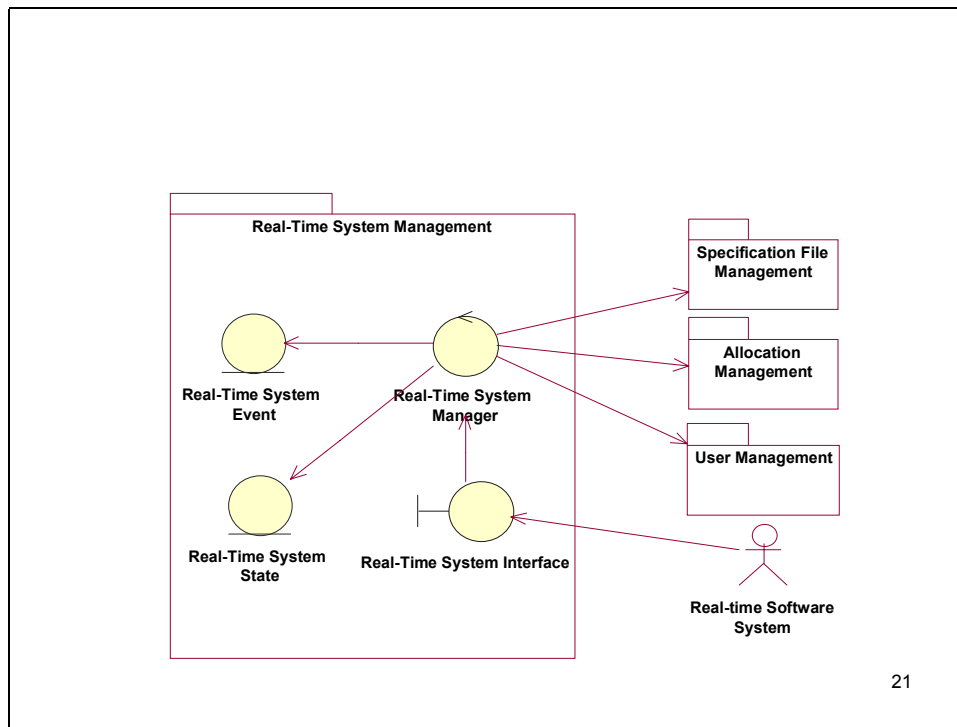 Real-Time System Management
Specification File
Management
Allocation
Management
User Management
Real-Time System
Event
Real-Time System
Manager
Real-Time System
State
Real-Time System Interface
Real-time Software
System
21